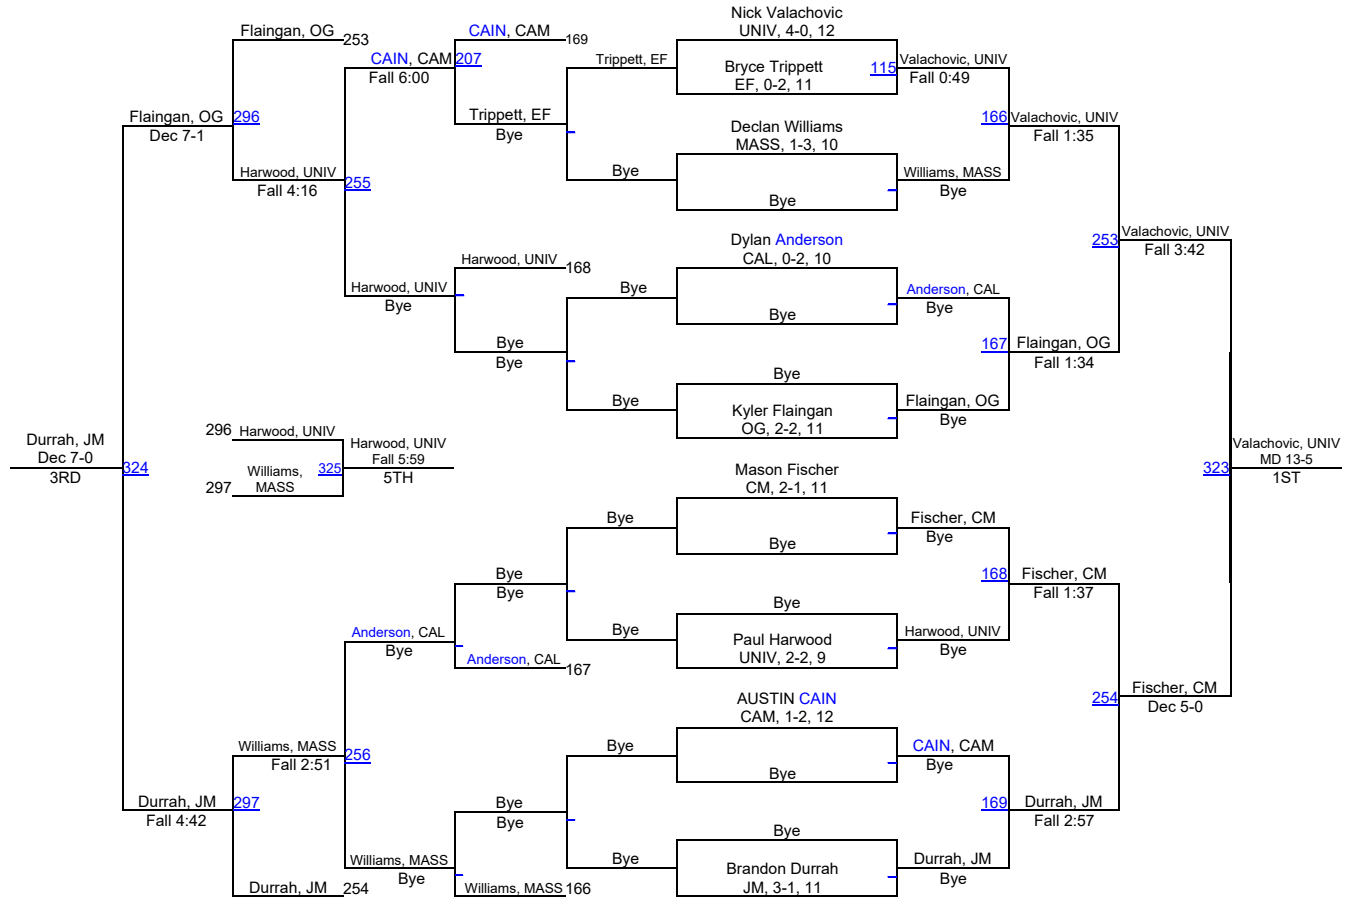 Nick Valachovic
UNIV, 4-0, 12
Flaingan, OG
253
CAIN, CAM
169
CAIN, CAM
207
Fall 6:00
Trippett, EF
Bryce Trippett
EF, 0-2, 11
115
Valachovic, UNIV
Fall 0:49
Flaingan, OG
296
Dec 7-1
Trippett, EF
Bye
Declan Williams
MASS, 1-3, 10
166
Valachovic, UNIV
Fall 1:35
Harwood, UNIV
Fall 4:16
255
Bye
Bye
Williams, MASS
Bye
Dylan Anderson
CAL, 0-2, 10
253
Valachovic, UNIV
Fall 3:42
Harwood, UNIV
168
Harwood, UNIV
Bye
Bye
Bye
Anderson, CAL
Bye
Bye
Bye
167
Flaingan, OG
Fall 1:34
Bye
Bye
Kyler Flaingan
OG, 2-2, 11
Flaingan, OG
Bye
Durrah, JM
Dec 7-0
3RD
324
296
Harwood, UNIV
Williams,
MASS
297
325
Harwood, UNIV
Fall 5:59
5TH
Mason Fischer
CM, 2-1, 11
323
Valachovic, UNIV
MD 13-5
1ST
Bye
Bye
Fischer, CM
Bye
Bye
Bye
168
Fischer, CM
Fall 1:37
Bye
Bye
Paul Harwood
UNIV, 2-2, 9
Harwood, UNIV
Bye
Anderson, CAL
Bye
Anderson, CAL
167
AUSTIN CAIN
CAM, 1-2, 12
254
Fischer, CM
Dec 5-0
Williams, MASS
Fall 2:51
256
Bye
Bye
CAIN, CAM
Bye
Durrah, JM
Fall 4:42
297
Bye
Bye
169
Durrah, JM
Fall 2:57
Bye
Williams, MASS
Bye
Bye
Brandon Durrah
JM, 3-1, 11
Durrah, JM
Bye
Durrah, JM
254
Williams, MASS
166